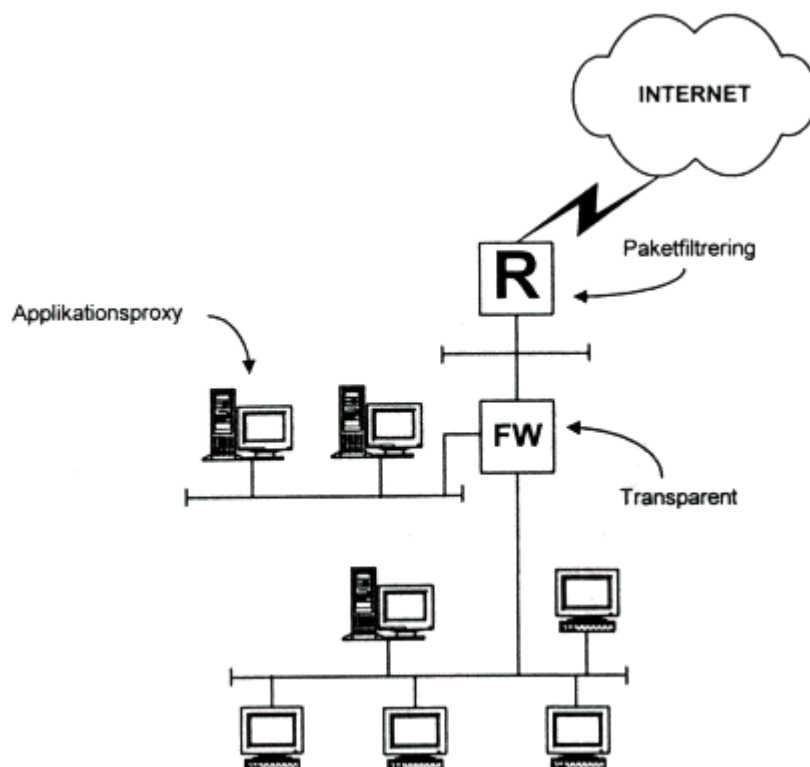 INTERNET
R
Paketfiltrering
Applikationsproxy
FW
Transparent